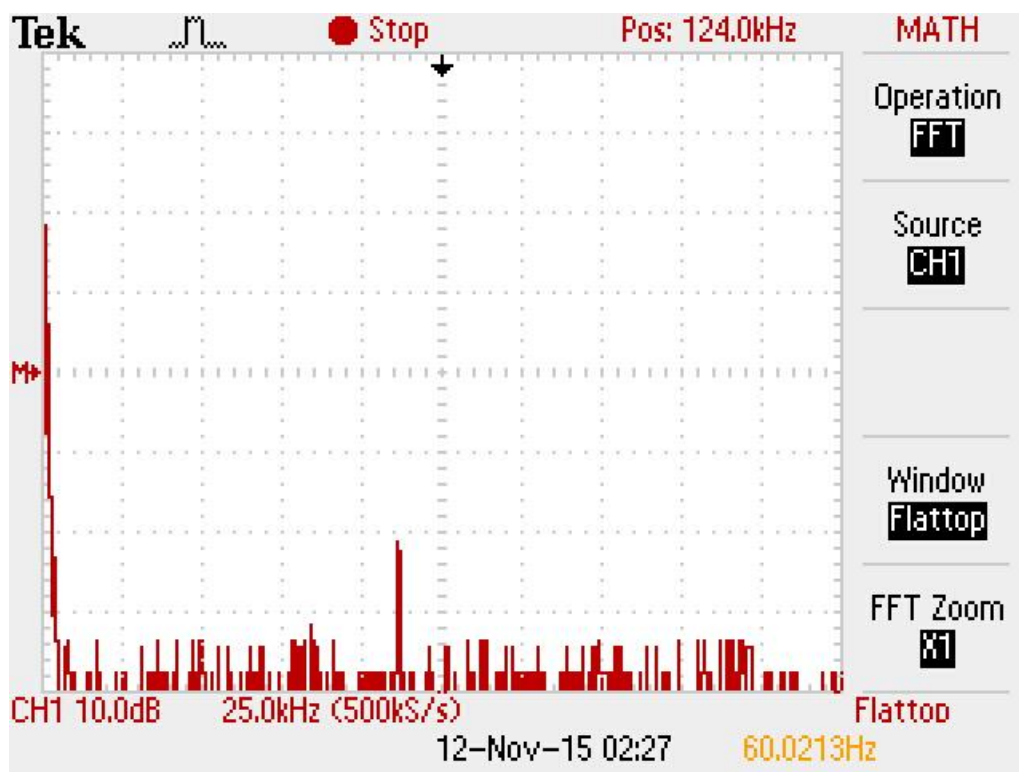 Tek Stop Pos: 124.0kHz MATH
Operation
FFT
Source
CH1
M
Window
Flattop
FFT Zoom
X1
CH1 10.0dB 25.0kHz (500kS/s) Flattop
12-Nov-15 02:27 60.0213Hz